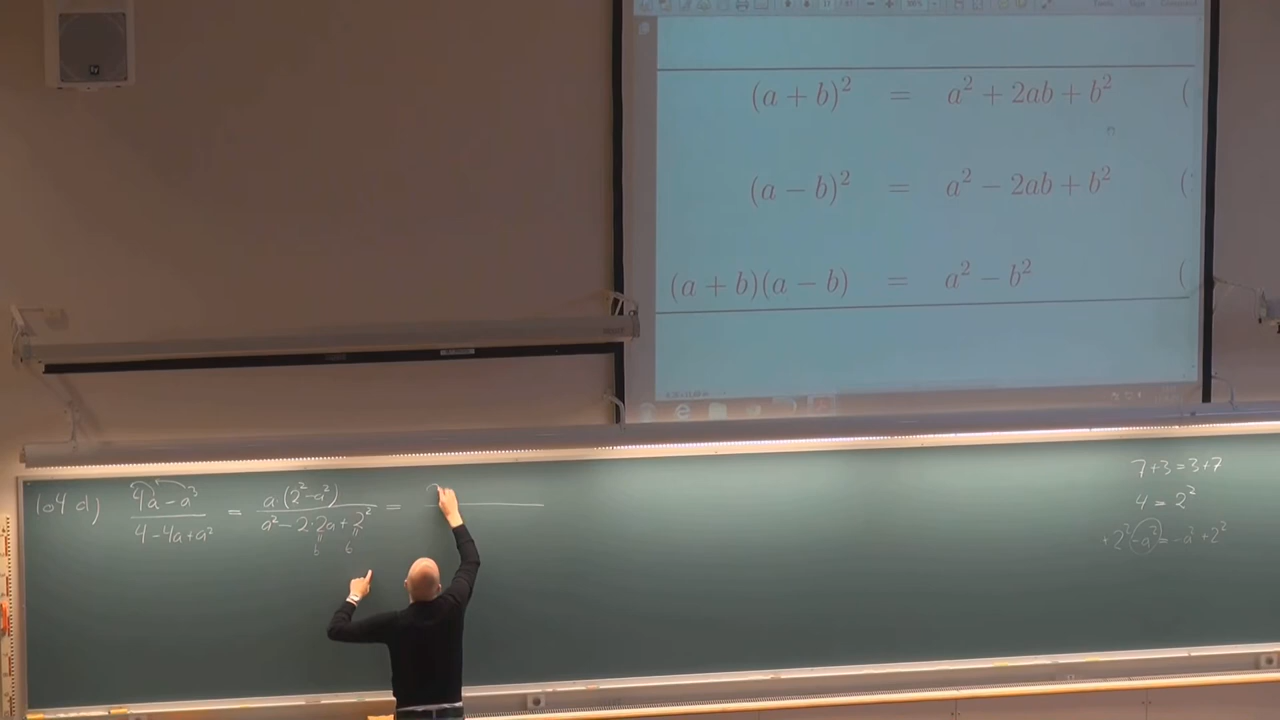 (a + b)² = a² + 2ab + b² (
(a − b)² = a² − 2ab + b² (
(a + b)(a − b) = a² − b² (
104 d) (4a − a³)/(4 − 4a + a²) = (a · (2² − a²))/(a² − 2 · 2a + 2²) =
b b
7 + 3 = 3 + 7
4 = 2²
+2² − a² = −a² + 2²